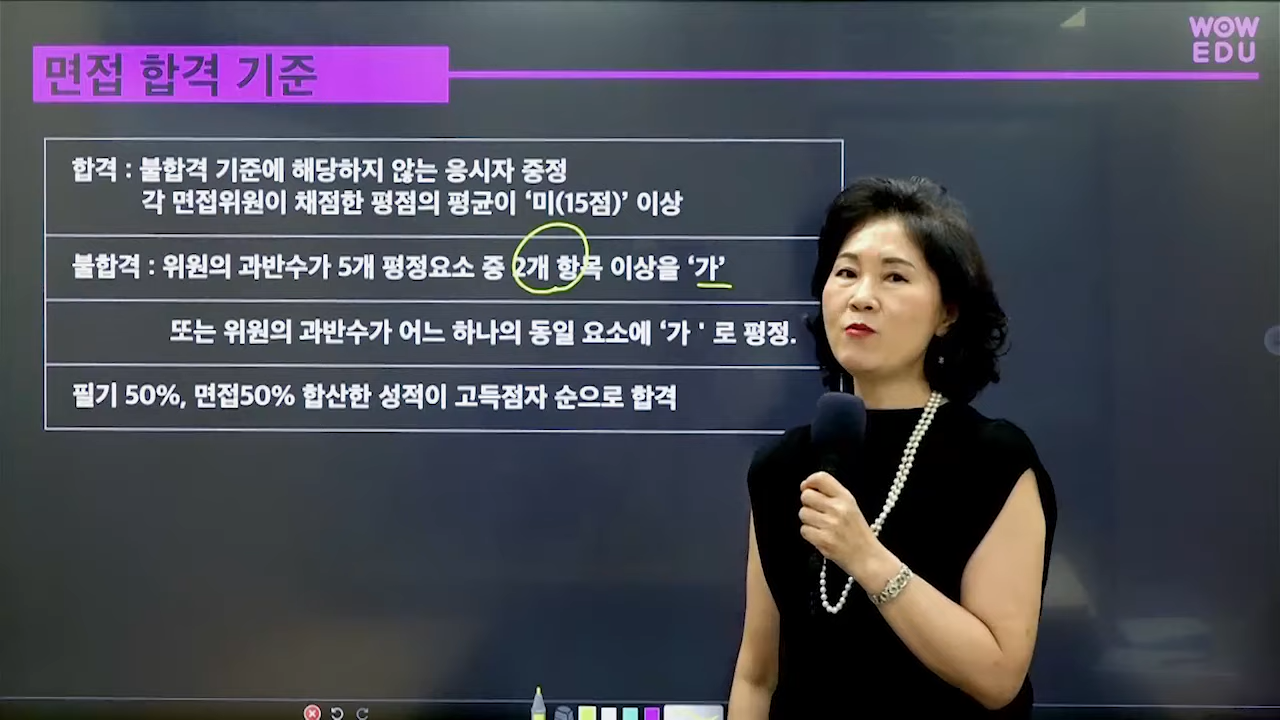 WOW
EDU
면접 합격 기준
합격 : 불합격 기준에 해당하지 않는 응시자 중정
각 면접위원이 채점한 평점의 평균이 ‘미(15점)’ 이상
불합격 : 위원의 과반수가 5개 평정요소 중 2개 항목 이상을 ‘가’
또는 위원의 과반수가 어느 하나의 동일 요소에 ‘가 ' 로 평정.
필기 50%, 면접50% 합산한 성적이 고득점자 순으로 합격